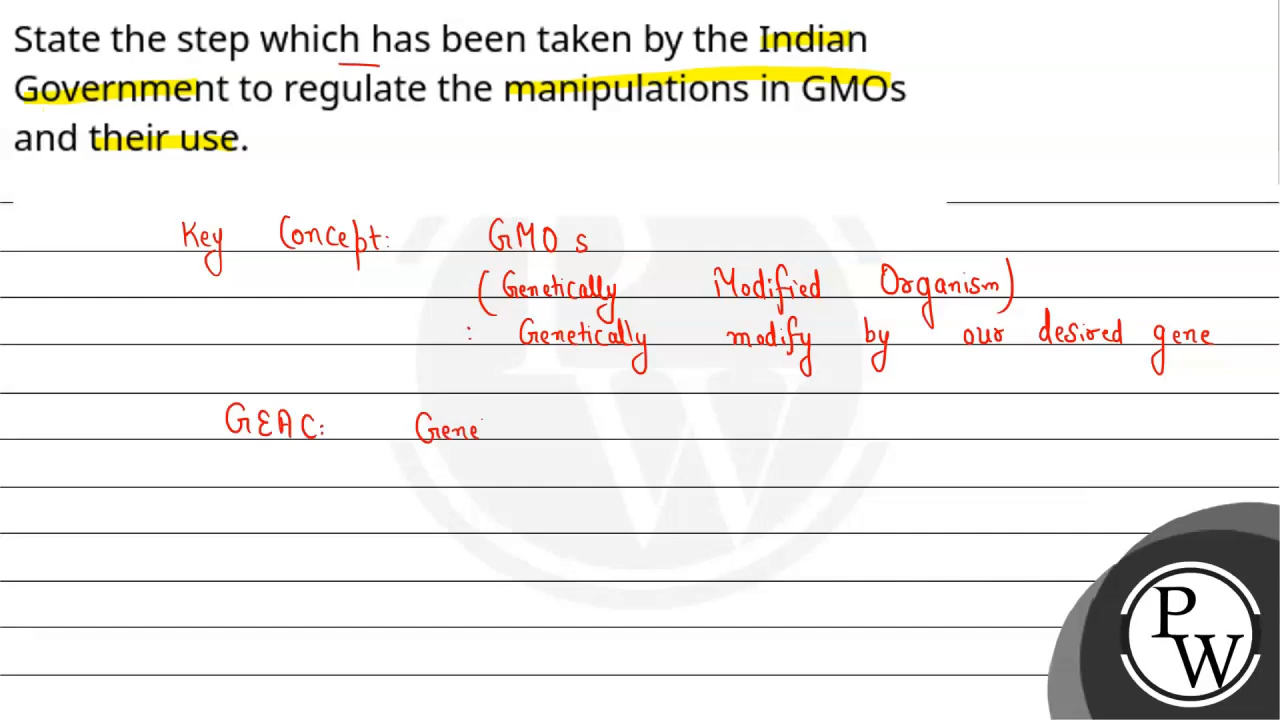 State the step which has been taken by the Indian
Government to regulate the manipulations in GMOs
and their use.
Key Concept: GMO s
(Genetically Modified Organism)
: Genetically modify by our desired gene
GEAC: Gene
P
W
PW